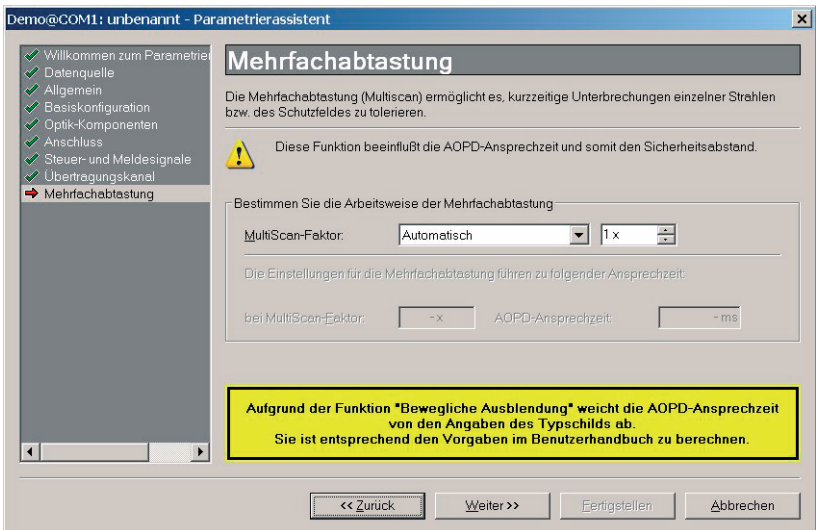 Demo@COM1: unbenannt - Parametrierassistent
Willkommen zum Parametrier
Datenquelle
Allgemein
Basiskonfiguration
Optik-Komponenten
Anschluss
Steuer- und Meldesignale
Übertragungskanal
Mehrfachabtastung
Mehrfachabtastung
Die Mehrfachabtastung (Multiscan) ermöglicht es, kurzzeitige Unterbrechungen einzelner Strahlen
bzw. des Schutzfeldes zu tolerieren.
Diese Funktion beeinflußt die AOPD-Ansprechzeit und somit den Sicherheitsabstand.
Bestimmen Sie die Arbeitsweise der Mehrfachabtastung
MultiScan-Faktor: Automatisch 1 x
Die Einstellungen für die Mehrfachabtastung führen zu folgender Ansprechzeit:
bei MultiScan-Faktor: - x AOPD-Ansprechzeit: - ms
Aufgrund der Funktion "Bewegliche Ausblendung" weicht die AOPD-Ansprechzeit
von den Angaben des Typschilds ab.
Sie ist entsprechend den Vorgaben im Benutzerhandbuch zu berechnen.
<< Zurück Weiter >> Fertigstellen Abbrechen